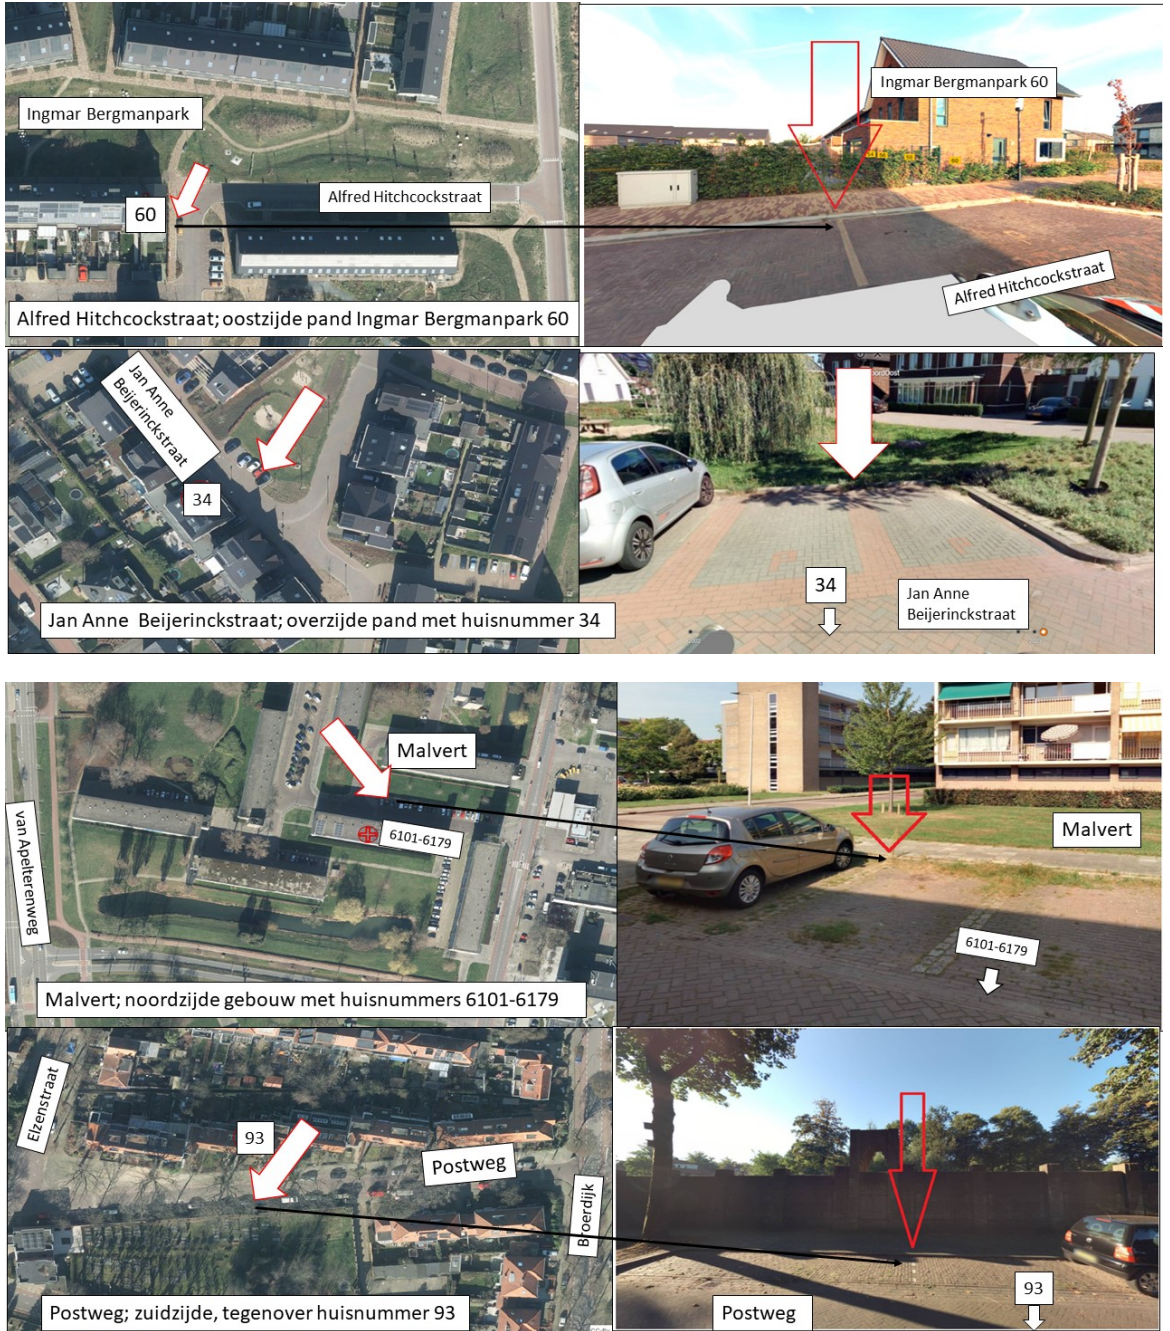 Ingmar Bergmanpark
60
Alfred Hitchcockstraat
Alfred Hitchcockstraat; oostzijde pand Ingmar Bergmanpark 60
Ingmar Bergmanpark 60
Alfred Hitchcockstraat
Jan Anne
Beijerinckstraat
34
Jan Anne Beijerinckstraat; overzijde pand met huisnummer 34
34
Jan Anne
Beijerinckstraat
Malvert
6101-6179
van Apelterenweg
Malvert; noordzijde gebouw met huisnummers 6101-6179
Malvert
6101-6179
Elzenstraat
93
Postweg
Broerdijk
Postweg; zuidzijde, tegenover huisnummer 93
93
Postweg